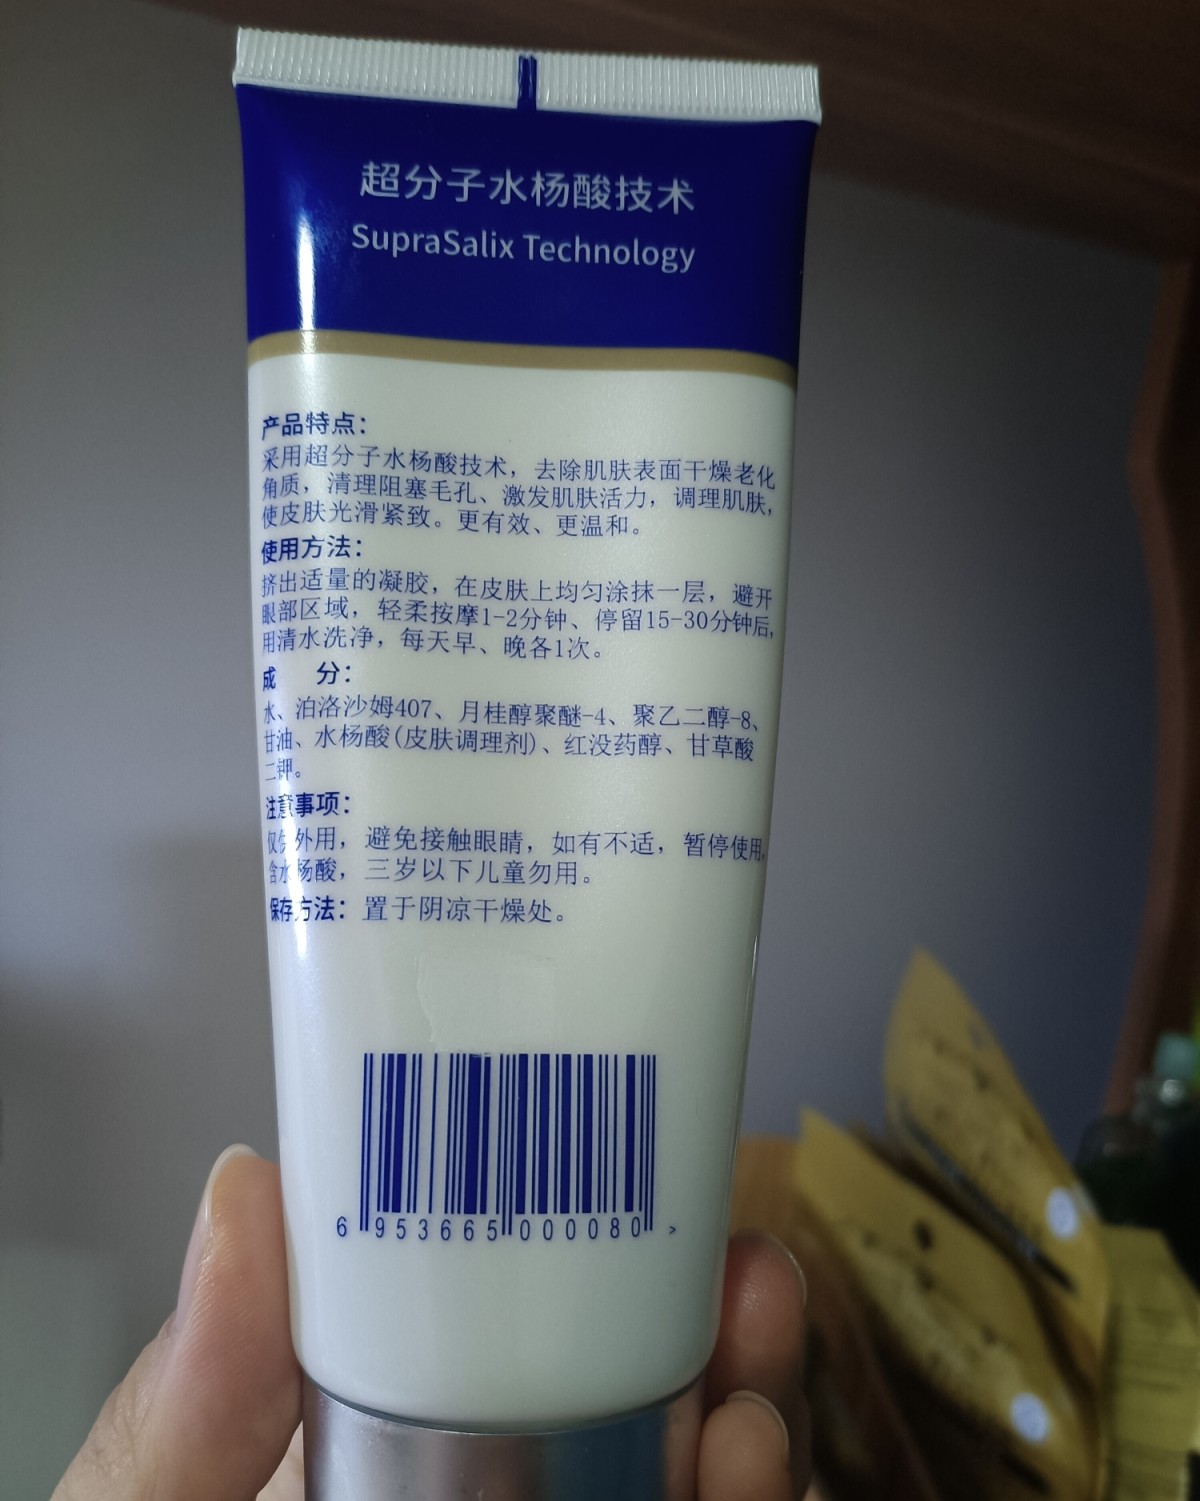 超分子水杨酸技术
SupraSalix Technology
产品特点：
采用超分子水杨酸技术，去除肌肤表面干燥老化
角质，清理阻塞毛孔、激发肌肤活力，调理肌肤，
使皮肤光滑紧致。更有效、更温和。
使用方法：
挤出适量的凝胶，在皮肤上均匀涂抹一层，避开
眼部区域，轻柔按摩1-2分钟、停留15-30分钟后，
用清水洗净，每天早、晚各1次。
成 分：
水、泊洛沙姆407、月桂醇聚醚-4、聚乙二醇-8、
甘油、水杨酸(皮肤调理剂)、红没药醇、甘草酸
二钾。
注意事项：
仅供外用，避免接触眼睛，如有不适，暂停使用，
含水杨酸，三岁以下儿童勿用。
保存方法：置于阴凉干燥处。
6 953665 000080 >